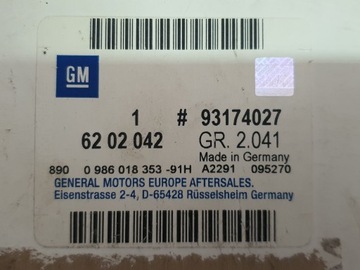 GM
1 # 93174027
62 02 042 GR. 2.041
Made in Germany
890 0 986 018 353 -91H A2291 095270
GENERAL MOTORS EUROPE AFTERSALES.
Eisenstrasse 2-4, D-65428 Rüsselsheim Germany